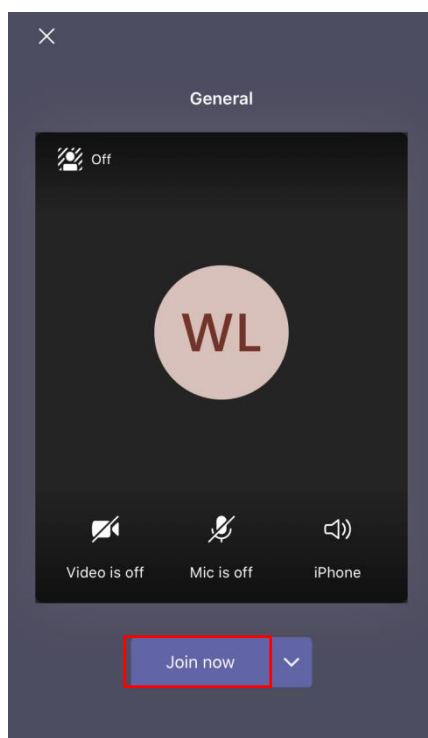 General
Off
WL
Video is off
Mic is off
iPhone
Join now